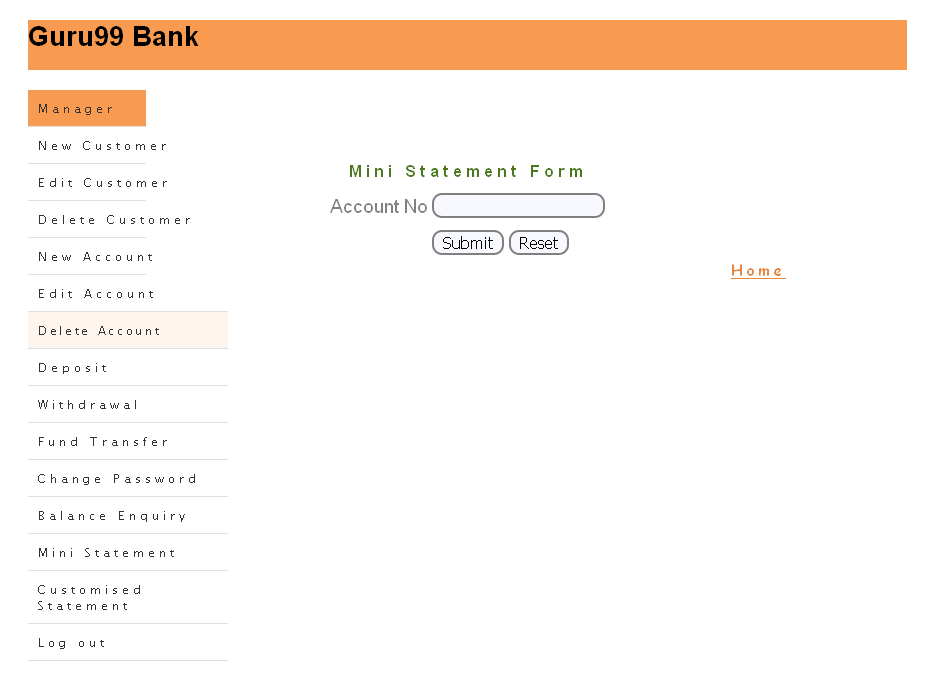 Guru99 Bank
Manager
New Customer
Edit Customer
Delete Customer
New Account
Edit Account
Delete Account
Deposit
Withdrawal
Fund Transfer
Change Password
Balance Enquiry
Mini Statement
Customised
Statement
Log out
Mini Statement Form
Account No
Submit Reset
Home